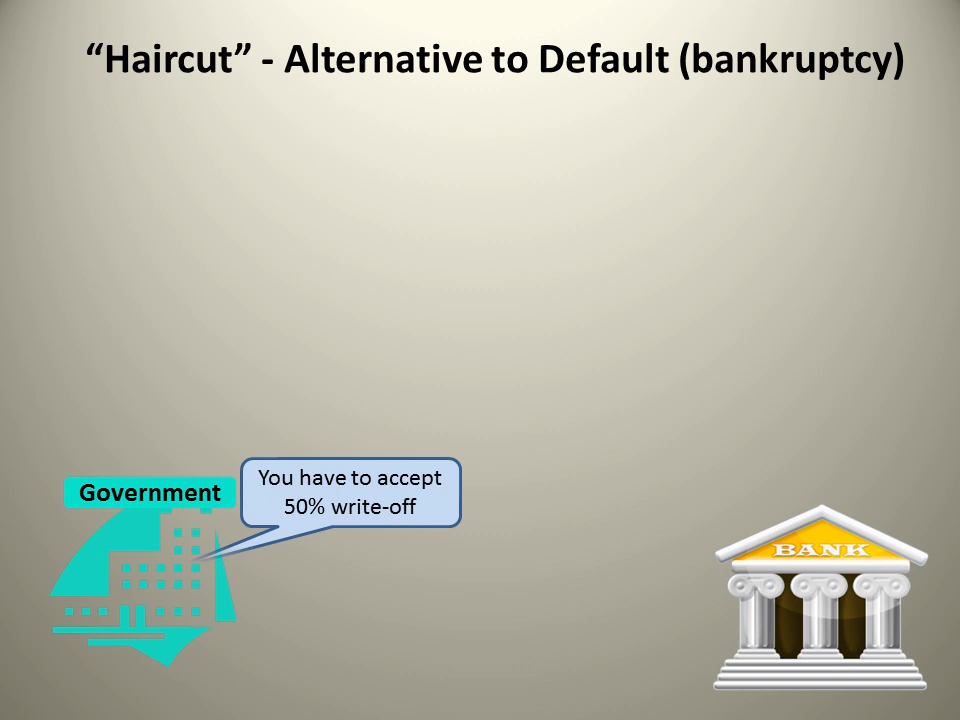 “Haircut” - Alternative to Default (bankruptcy)
Government
You have to accept
50% write-off
BANK